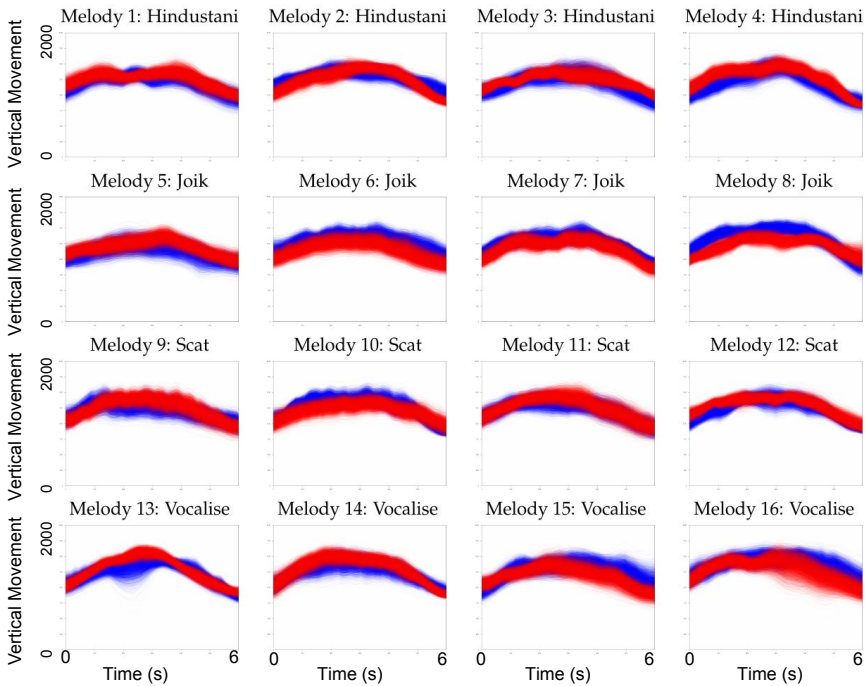 Melody 1: Hindustani Melody 2: Hindustani Melody 3: Hindustani Melody 4: Hindustani
Vertical Movement
2000
0
Melody 5: Joik Melody 6: Joik Melody 7: Joik Melody 8: Joik
Vertical Movement
2000
0
Melody 9: Scat Melody 10: Scat Melody 11: Scat Melody 12: Scat
Vertical Movement
2000
0
Melody 13: Vocalise Melody 14: Vocalise Melody 15: Vocalise Melody 16: Vocalise
Vertical Movement
2000
0
0 6 0 6 0 6 0 6
Time (s) Time (s) Time (s) Time (s)